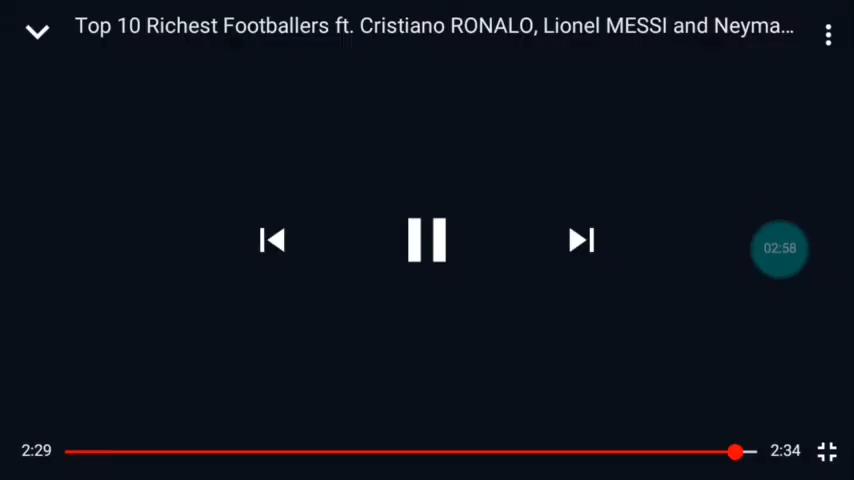 Top 10 Richest Footballers ft. Cristiano RONALO, Lionel MESSI and Neyma...
02:58
2:29
2:34